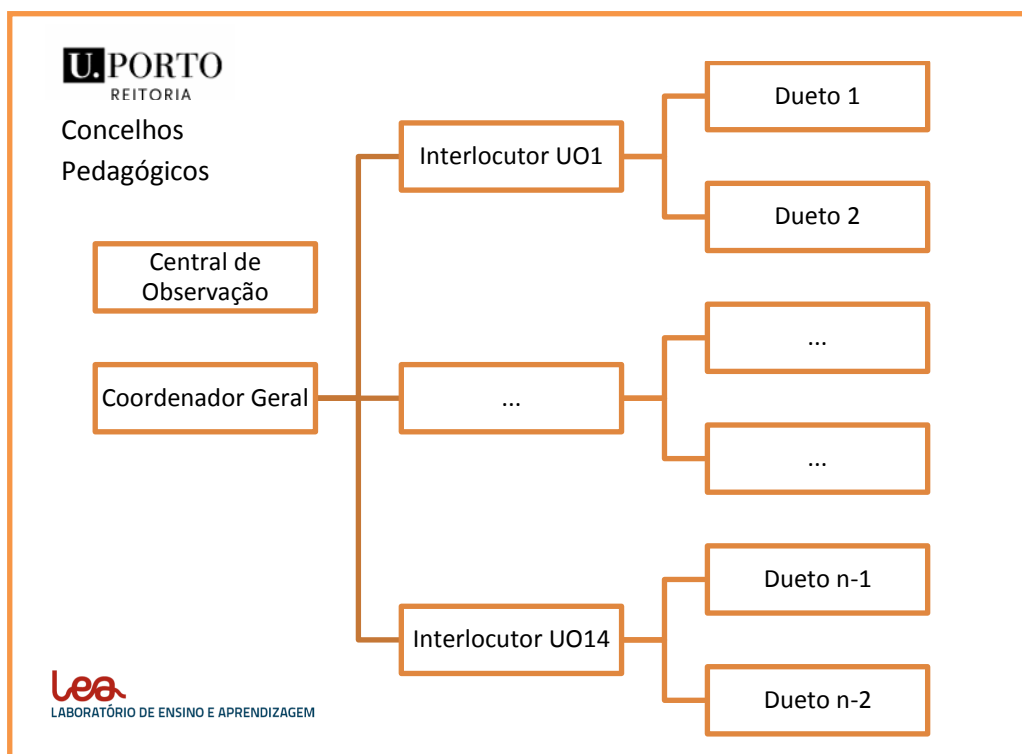 U.PORTO
REITORIA
Concelhos
Pedagógicos
Central de
Observação
Coordenador Geral
Interlocutor UO1
...
Interlocutor UO14
Dueto 1
Dueto 2
...
...
Dueto n-1
Dueto n-2
lea
LABORATÓRIO DE ENSINO E APRENDIZAGEM